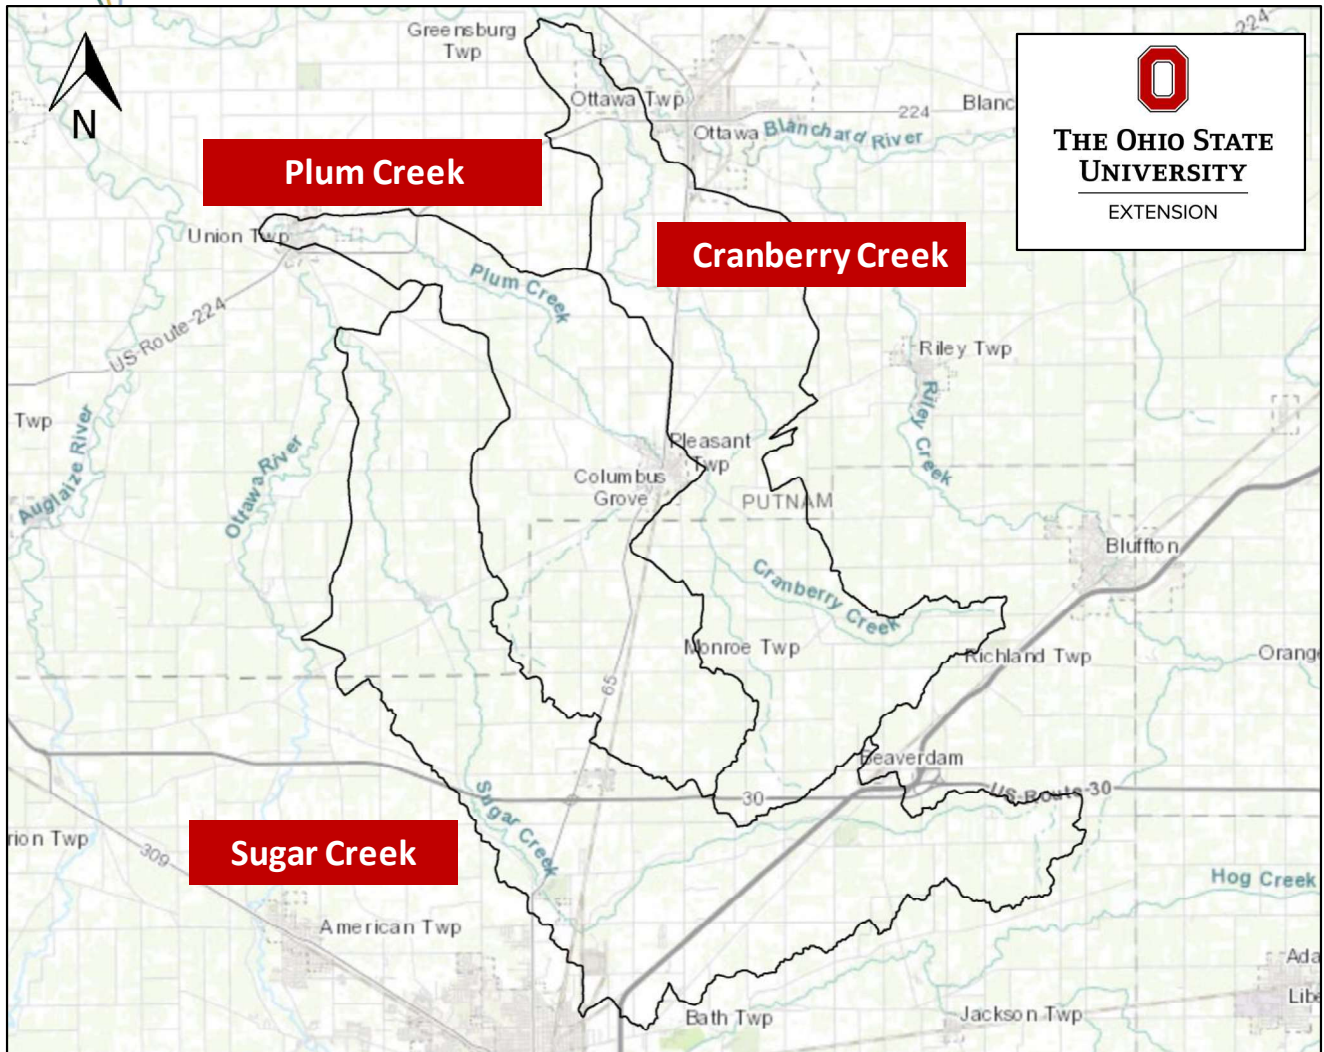 Greensburg
Twp
224
Ottawa Twp
224
Blanc
N
Ottawa
Blanchard River
THE OHIO STATE
UNIVERSITY
EXTENSION
Plum Creek
Union Twp
Cranberry Creek
Plum Creek
US-Route-224
Riley Twp
Riley Creek
Twp
Auglaize River
Ottawa River
Pleasant
Twp
Columbus
Grove
PUTNAM
Bluffton
Cranberry Creek
Monroe Twp
Richland Twp
Orang
65
Beaverdam
30
US-Route-30
Sugar Creek
rion Twp
309
Sugar Creek
Hog Creek
American Twp
Ada
Libe
Bath Twp
Jackson Twp